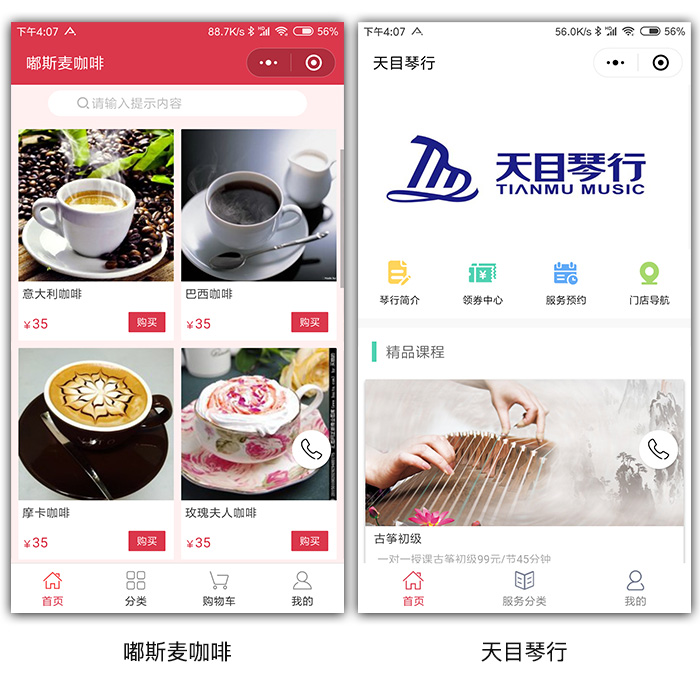 下午4:07
88.7K/s
56%
嘟斯麦咖啡
请输入提示内容
意大利咖啡
巴西咖啡
¥35 购买
¥35 购买
摩卡咖啡
玫瑰夫人咖啡
¥35 购买
¥35 购买
首页 分类 购物车 我的
嘟斯麦咖啡
下午4:07
56.0K/s
56%
天目琴行
天目琴行
TIANMU MUSIC
琴行简介 领券中心 服务预约 门店导航
精品课程
古筝初级
一对一授课古筝初级99元/节45分钟
首页 服务分类 我的
天目琴行